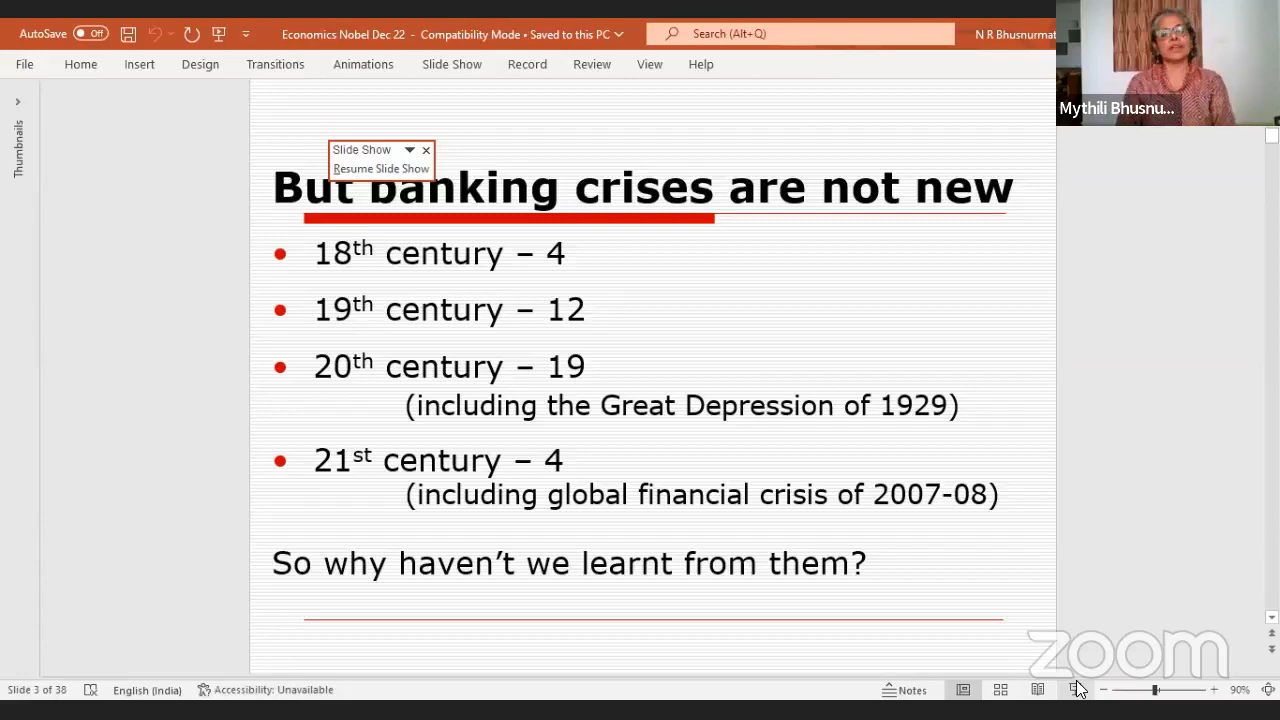 AutoSave Off Economics Nobel Dec 22 - Compatibility Mode • Saved to this PC Search (Alt+Q) N R Bhusnurmat
File Home Insert Design Transitions Animations Slide Show Record Review View Help
Mythili Bhusnu...
Thumbnails
Slide Show
Resume Slide Show
But banking crises are not new
18th century – 4
19th century – 12
20th century – 19
(including the Great Depression of 1929)
21st century – 4
(including global financial crisis of 2007-08)
So why haven't we learnt from them?
zoom
Slide 3 of 38 English (India) Accessibility: Unavailable Notes 90%